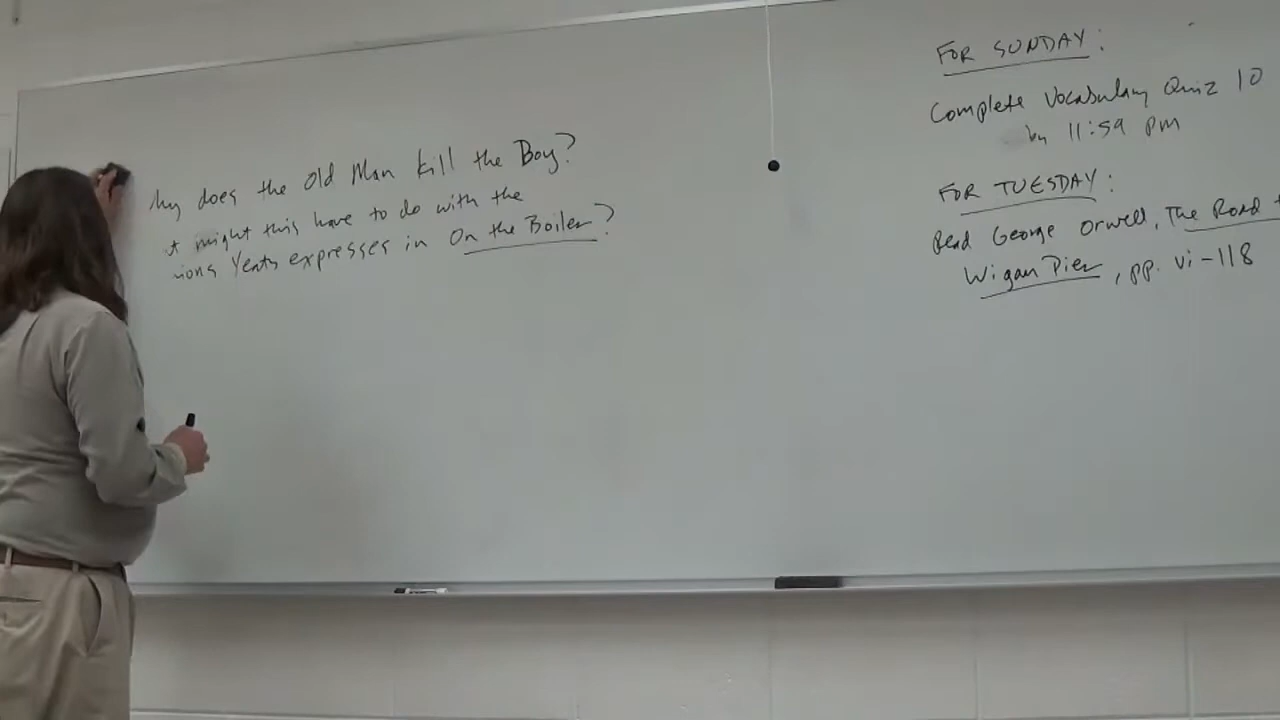 hy does the Old Man kill the Boy?
t might this have to do with the
ions Yeats expresses in On the Boiler?
FOR SUNDAY:
Complete Vocabulary Quiz 10
by 11:59 pm
FOR TUESDAY:
Read George Orwell, The Road t
Wigan Pier, pp. vi-118